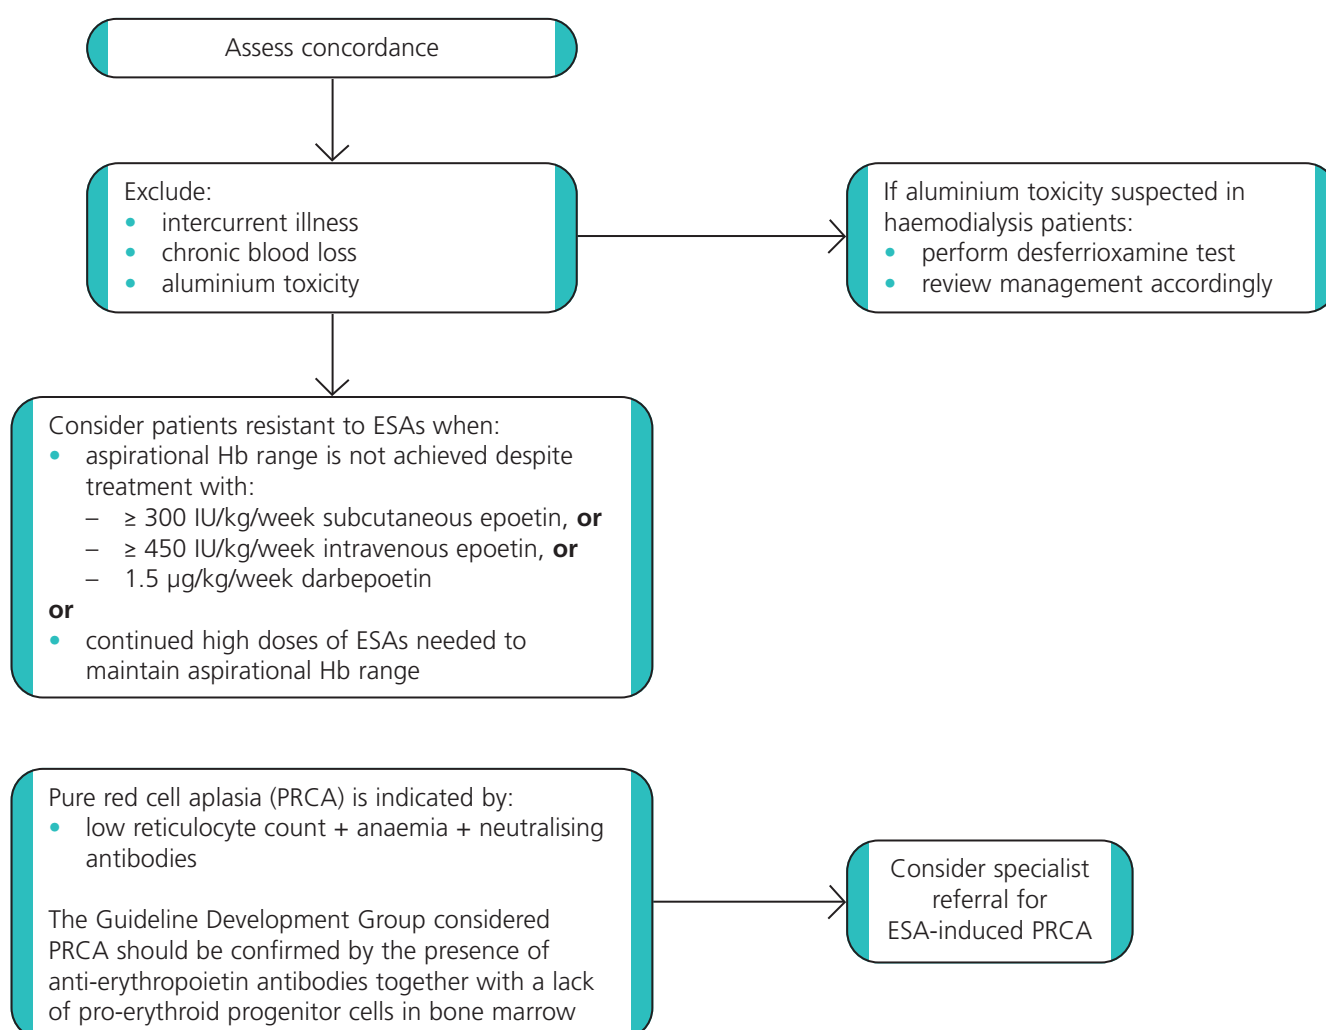 Assess concordance
Exclude:
• intercurrent illness
• chronic blood loss
• aluminium toxicity
If aluminium toxicity suspected in
haemodialysis patients:
• perform desferrioxamine test
• review management accordingly
Consider patients resistant to ESAs when:
• aspirational Hb range is not achieved despite
treatment with:
– ≥ 300 IU/kg/week subcutaneous epoetin, or
– ≥ 450 IU/kg/week intravenous epoetin, or
– 1.5 µg/kg/week darbepoetin
or
• continued high doses of ESAs needed to
maintain aspirational Hb range
Pure red cell aplasia (PRCA) is indicated by:
• low reticulocyte count + anaemia + neutralising
antibodies
The Guideline Development Group considered
PRCA should be confirmed by the presence of
anti-erythropoietin antibodies together with a lack
of pro-erythroid progenitor cells in bone marrow
Consider specialist
referral for
ESA-induced PRCA